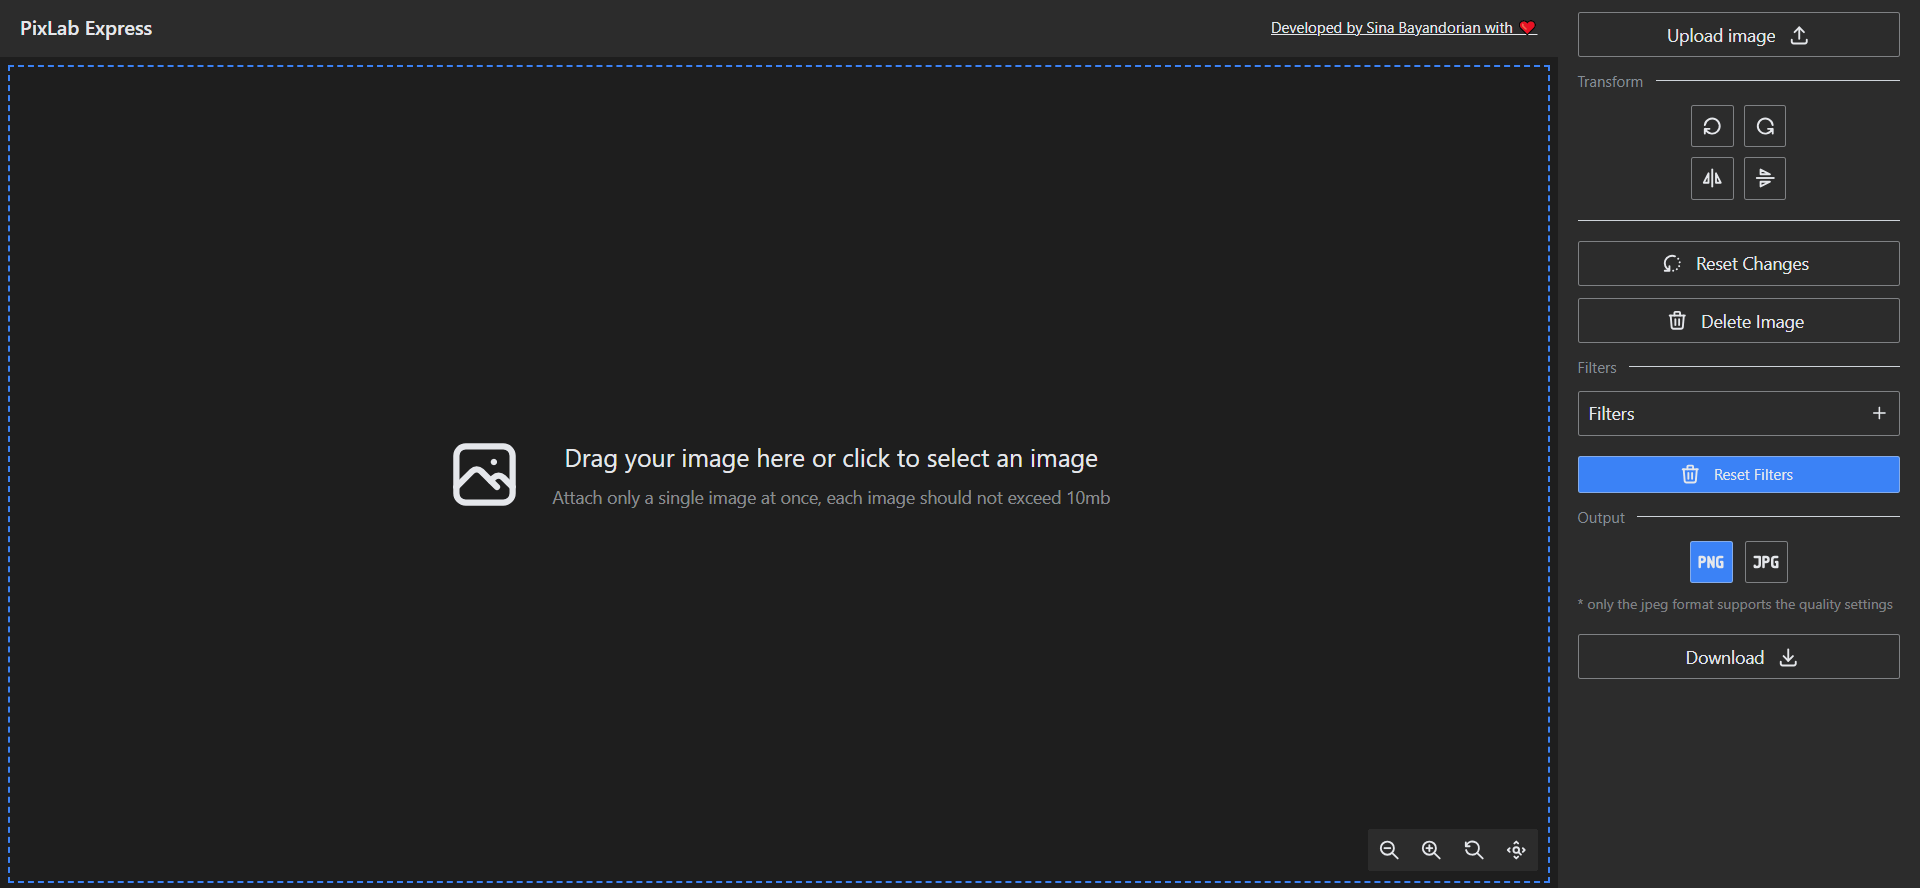 PixLab Express
Developed by Sina Bayandorian with ❤️
Upload image
Transform
Reset Changes
Delete Image
Filters
Filters
Reset Filters
Output
PNG JPG
* only the jpeg format supports the quality settings
Download
Drag your image here or click to select an image
Attach only a single image at once, each image should not exceed 10mb